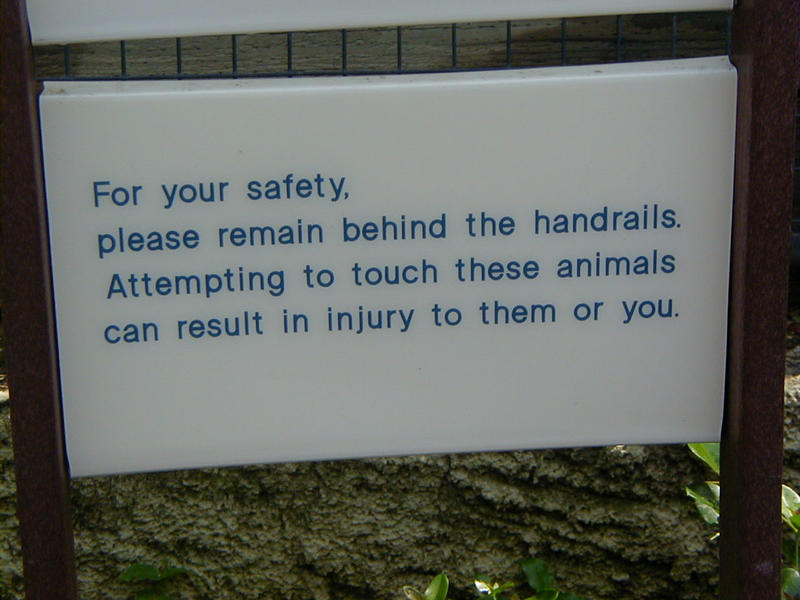 For your safety,
please remain behind the handrails.
Attempting to touch these animals
can result in injury to them or you.